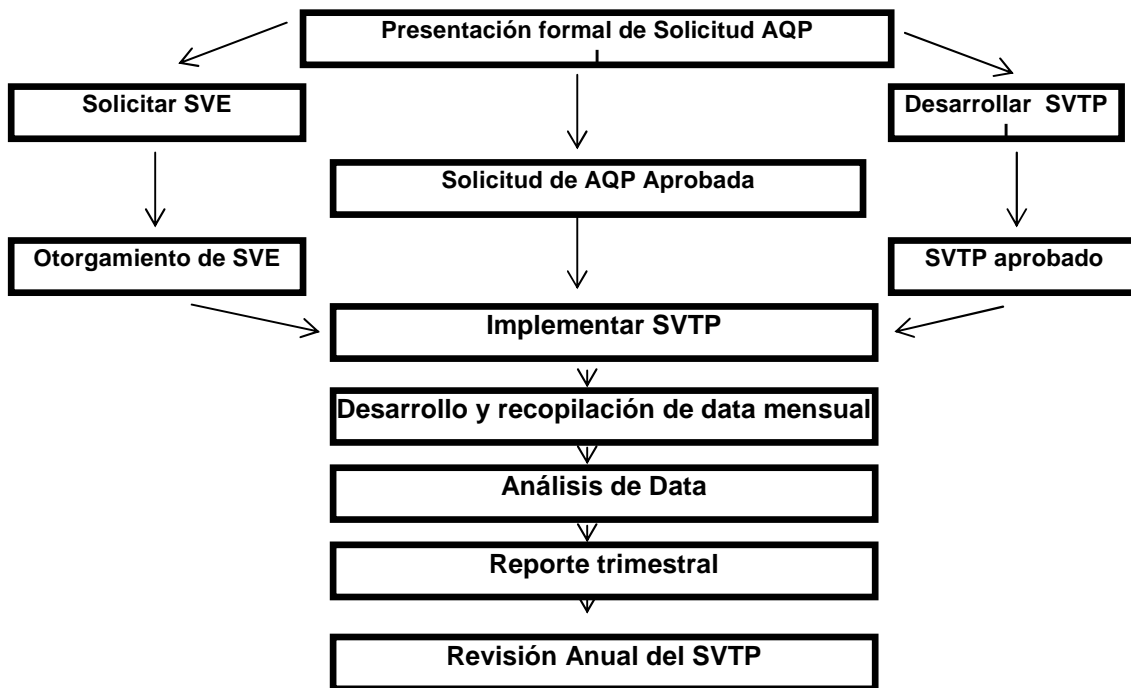 Presentación formal de Solicitud AQP
Solicitar SVE
Desarrollar SVTP
Solicitud de AQP Aprobada
Otorgamiento de SVE
SVTP aprobado
Implementar SVTP
Desarrollo y recopilación de data mensual
Análisis de Data
Reporte trimestral
Revisión Anual del SVTP